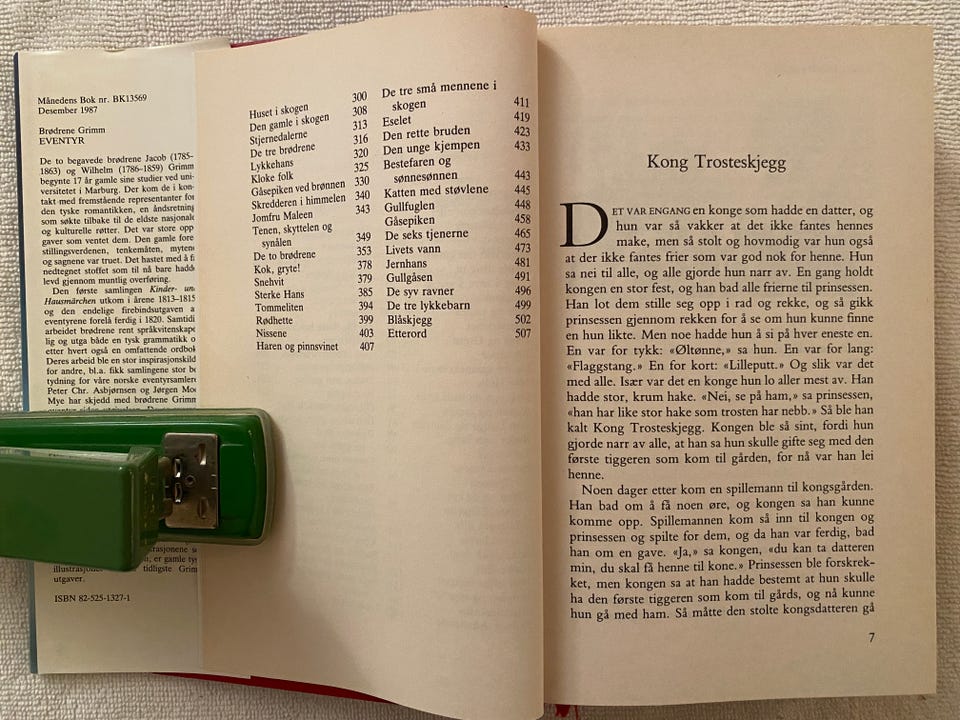 Månedens Bok nr. BK13569
Desember 1987
Brødrene Grimm
EVENTYR
De to begavede brødrene Jacob (1785–
1863) og Wilhelm (1786–1859) Grimm
begynte 17 år gamle sine studier ved uni-
versitetet i Marburg. Der kom de i kon-
takt med fremstående representanter for
den tyske romantikken, en åndsretning
som søkte tilbake til de eldste nasjonale
og kulturelle røtter. Det var store opp-
gaver som ventet dem. Den gamle fore-
stillingsverdenen, tenkemåten, mytene
og sagnene var truet. Det hastet med å få
nedtegnet stoffet som til nå bare hadde
levd gjennom muntlig overføring.
Den første samlingen Kinder- und
Hausmärchen utkom i årene 1813–1815
og den endelige firebindsutgaven av
eventyrene forelå ferdig i 1820. Samtidig
arbeidet brødrene rent språkvitenskape-
lig og utga både en tysk grammatikk og
etter hvert også en omfattende ordbok.
Deres arbeid ble en stor inspirasjonskilde
for andre, bl.a. fikk samlingene stor be-
tydning for våre norske eventyrsamlere
Peter Chr. Asbjørnsen og Jørgen Moe.
Mye har skjedd med brødrene Grimms
illustrasjonene
er gamle
illustrasjoner tidligste Grimm
utgaver.
ISBN 82-525-1327-1
Huset i skogen 300
Den gamle i skogen 308
Stjernedalerne 313
De tre brødrene 316
Lykkehans 320
Kloke folk 325
Gåsepiken ved brønnen 330
Skredderen i himmelen 340
Jomfru Maleen 343
Tenen, skyttelen og
synålen 349
De to brødrene 353
Kok, gryte! 378
Snehvit 379
Sterke Hans 385
Tommeliten 394
Rødhette 399
Nissene 403
Haren og pinnsvinet 407
De tre små mennene i
skogen 411
Eselet 419
Den rette bruden 423
Den unge kjempen 433
Bestefaren og
sønnesønnen 443
Katten med støvlene 445
Gullfuglen 448
Gåsepiken 458
De seks tjenerne 465
Livets vann 473
Jernhans 481
Gullgåsen 491
De syv ravner 496
De tre lykkebarn 499
Blåskjegg 502
Etterord 507
Kong Trosteskjegg
DET VAR ENGANG en konge som hadde en datter, og
hun var så vakker at det ikke fantes hennes
make, men så stolt og hovmodig var hun også
at der ikke fantes frier som var god nok for henne. Hun
sa nei til alle, og alle gjorde hun narr av. En gang holdt
kongen en stor fest, og han bad alle frierne til prinsessen.
Han lot dem stille seg opp i rad og rekke, og så gikk
prinsessen gjennom rekken for å se om hun kunne finne
en hun likte. Men noe hadde hun å si på hver eneste en.
En var for tykk: «Øltønne,» sa hun. En var for lang:
«Flaggstang.» En for kort: «Lilleputt.» Og slik var det
med alle. Især var det en konge hun lo aller mest av. Han
hadde stor, krum hake. «Nei, se på ham,» sa prinsessen,
«han har like stor hake som trosten har nebb.» Så ble han
kalt Kong Trosteskjegg. Kongen ble så sint, fordi hun
gjorde narr av alle, at han sa hun skulle gifte seg med den
første tiggeren som kom til gården, for nå var han lei
henne.
Noen dager etter kom en spillemann til kongsgården.
Han bad om å få noen øre, og kongen sa han kunne
komme opp. Spillemannen kom så inn til kongen og
prinsessen og spilte for dem, og da han var ferdig, bad
han om en gave. «Ja,» sa kongen, «du kan ta datteren
min, du skal få henne til kone.» Prinsessen ble forskrek-
ket, men kongen sa at han hadde bestemt at hun skulle
ha den første tiggeren som kom til gårds, og nå kunne
hun gå med ham. Så måtte den stolte kongsdatteren gå
7